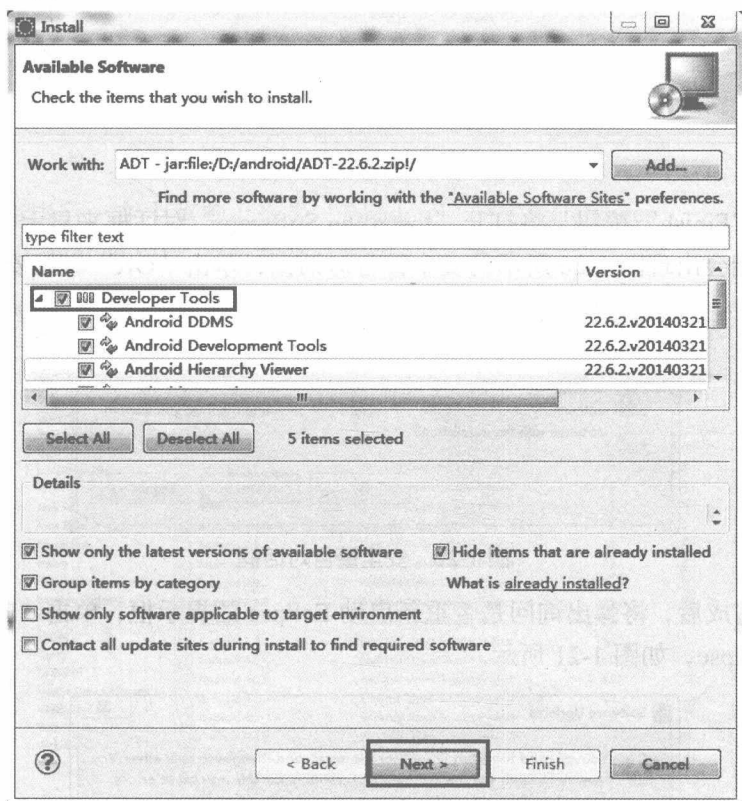 Install
Available Software
Check the items that you wish to install.
Work with: ADT - jar:file:/D:/android/ADT-22.6.2.zip!/ Add...
Find more software by working with the "Available Software Sites" preferences.
type filter text
Name Version
Developer Tools
Android DDMS 22.6.2.v20140321
Android Development Tools 22.6.2.v20140321
Android Hierarchy Viewer 22.6.2.v20140321
Select All Deselect All 5 items selected
Details
Show only the latest versions of available software Hide items that are already installed
Group items by category What is already installed?
Show only software applicable to target environment
Contact all update sites during install to find required software
< Back Next > Finish Cancel